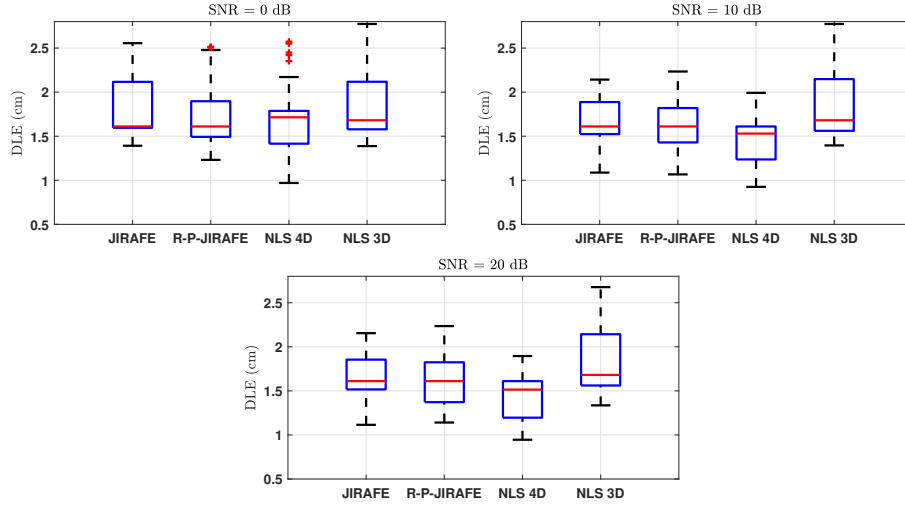 SNR = 0 dB
DLE (cm)
2.5
2
1.5
1
0.5
JIRAFE R-P-JIRAFE NLS 4D NLS 3D
SNR = 10 dB
DLE (cm)
2.5
2
1.5
1
0.5
JIRAFE R-P-JIRAFE NLS 4D NLS 3D
SNR = 20 dB
DLE (cm)
2.5
2
1.5
1
0.5
JIRAFE R-P-JIRAFE NLS 4D NLS 3D